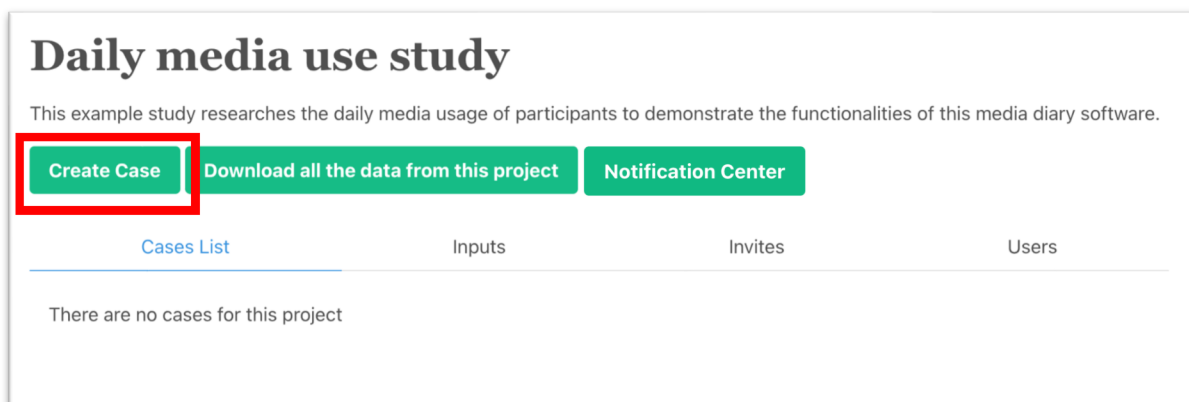 Daily media use study
This example study researches the daily media usage of participants to demonstrate the functionalities of this media diary software.
Create Case Download all the data from this project Notification Center
Cases List Inputs Invites Users
There are no cases for this project